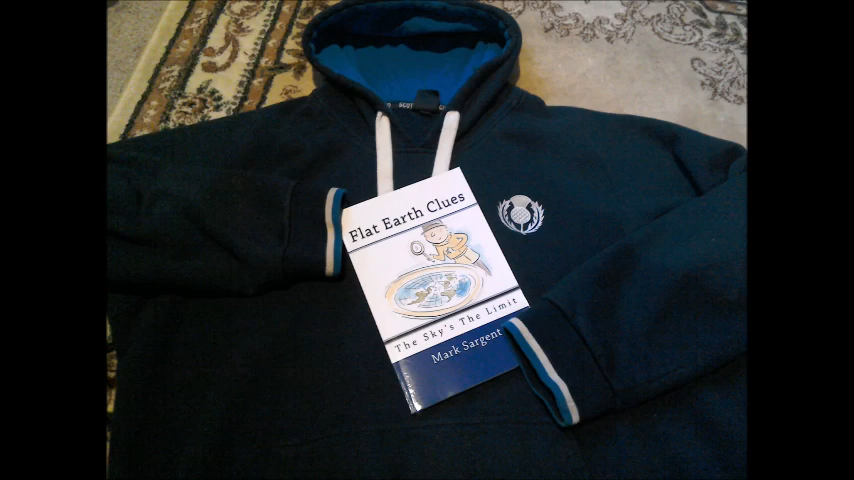 Flat Earth Clues
The Sky's The Limit
Mark Sargent